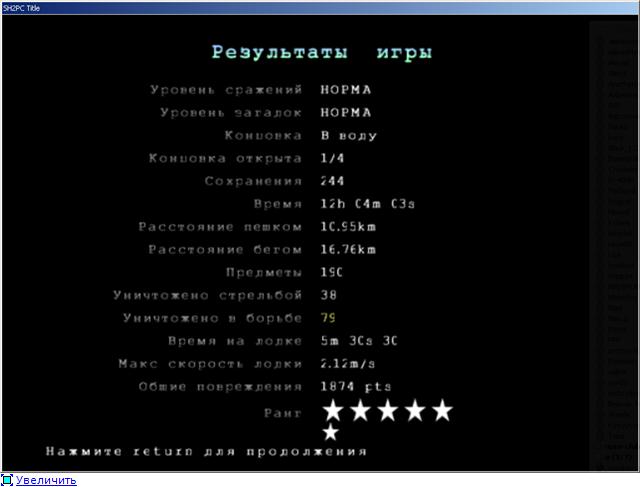 SH2PC Title
Результаты игры
Уровень сражений НОРМА
Уровень загадок НОРМА
Концовка В воду
Концовка открыта 1/4
Сохранения 244
Время 12h 04m 03s
Расстояние пешком 10.95km
Расстояние бегом 16.76km
Предметы 190
Уничтожено стрельбой 38
Уничтожено в борьбе 79
Время на лодке 5m 30s 30
Макс скорость лодки 2.12m/s
Общие повреждения 1874 pts
Ранг
Нажмите return для продолжения
Увеличить